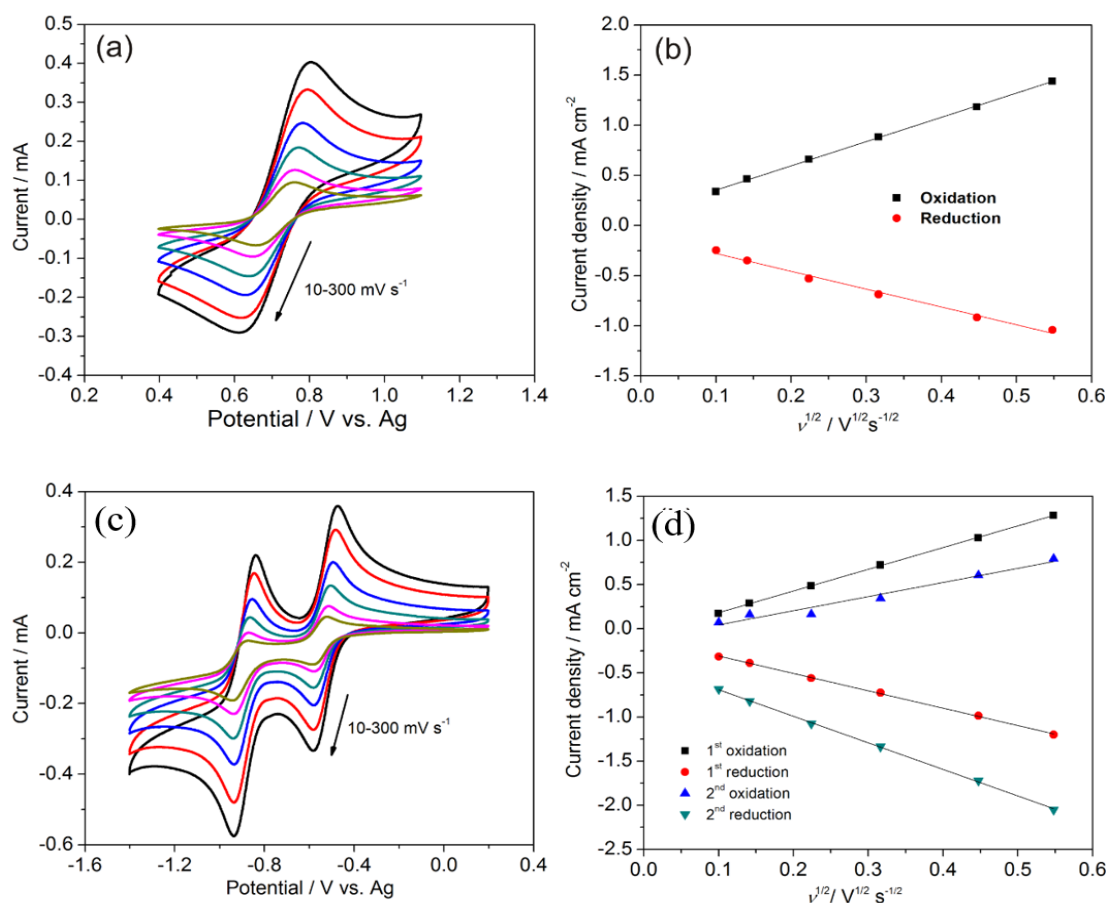 (a)
0.5
0.4
0.3
0.2
0.1
0.0
-0.1
-0.2
-0.3
-0.4
Current / mA
10-300 mV s⁻¹
0.2 0.4 0.6 0.8 1.0 1.2 1.4
Potential / V vs. Ag
(b)
2.0
1.5
1.0
0.5
0.0
-0.5
-1.0
-1.5
Current density / mA cm⁻²
Oxidation
Reduction
0.0 0.1 0.2 0.3 0.4 0.5 0.6
ν¹/² / V¹/²s⁻¹/²
(c)
0.4
0.2
0.0
-0.2
-0.4
-0.6
Current / mA
10-300 mV s⁻¹
-1.6 -1.2 -0.8 -0.4 0.0 0.4
Potential / V vs. Ag
(d)
1.5
1.0
0.5
0.0
-0.5
-1.0
-1.5
-2.0
-2.5
Current density / mA cm⁻²
1ˢᵗ oxidation
1ˢᵗ reduction
2ⁿᵈ oxidation
2ⁿᵈ reduction
0.0 0.1 0.2 0.3 0.4 0.5 0.6
ν¹/²/ V¹/² s⁻¹/²